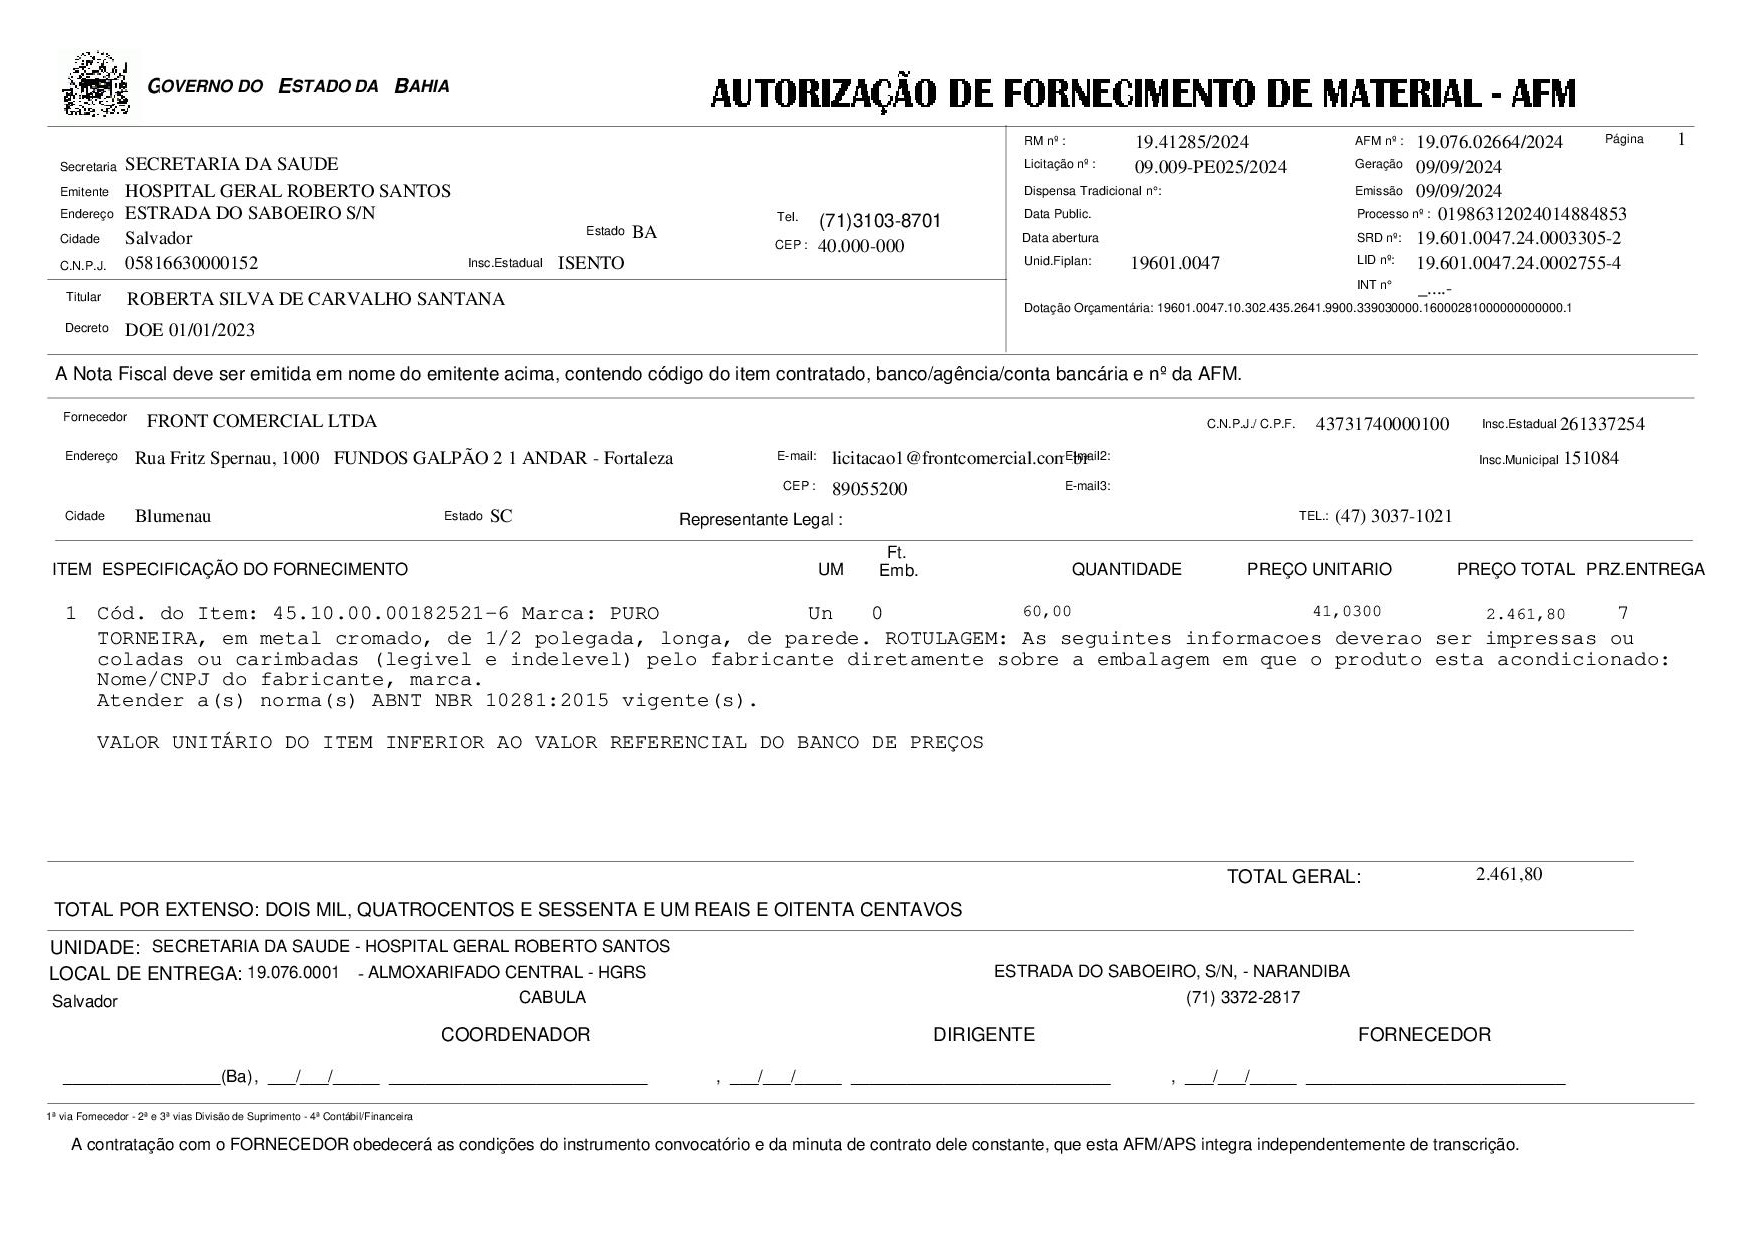 GOVERNO DO ESTADO DA BAHIA
AUTORIZAÇÃO DE FORNECIMENTO DE MATERIAL - AFM
Secretaria SECRETARIA DA SAUDE
Emitente HOSPITAL GERAL ROBERTO SANTOS
Endereço ESTRADA DO SABOEIRO S/N
Cidade Salvador Estado BA
Tel. (71)3103-8701
CEP : 40.000-000
C.N.P.J. 05816630000152 Insc.Estadual ISENTO
Titular ROBERTA SILVA DE CARVALHO SANTANA
Decreto DOE 01/01/2023
RM nº : 19.41285/2024 AFM nº : 19.076.02664/2024 Página 1
Licitação nº : 09.009-PE025/2024 Geração 09/09/2024
Dispensa Tradicional n°: Emissão 09/09/2024
Data Public. Processo nº : 01986312024014884853
Data abertura SRD nº: 19.601.0047.24.0003305-2
Unid.Fiplan: 19601.0047 LID nº: 19.601.0047.24.0002755-4
INT n° _....-
Dotação Orçamentária: 19601.0047.10.302.435.2641.9900.339030000.16000281000000000000.1
A Nota Fiscal deve ser emitida em nome do emitente acima, contendo código do item contratado, banco/agência/conta bancária e nº da AFM.
Fornecedor FRONT COMERCIAL LTDA C.N.P.J./ C.P.F. 43731740000100 Insc.Estadual 261337254
Endereço Rua Fritz Spernau, 1000 FUNDOS GALPÃO 2 1 ANDAR - Fortaleza E-mail: licitacao1@frontcomercial.com.br E-mail2: Insc.Municipal 151084
CEP : 89055200 E-mail3:
Cidade Blumenau Estado SC Representante Legal : TEL.: (47) 3037-1021
ITEM ESPECIFICAÇÃO DO FORNECIMENTO UM Ft. Emb. QUANTIDADE PREÇO UNITARIO PREÇO TOTAL PRZ.ENTREGA
1 Cód. do Item: 45.10.00.00182521-6 Marca: PURO Un 0 60,00 41,0300 2.461,80 7
TORNEIRA, em metal cromado, de 1/2 polegada, longa, de parede. ROTULAGEM: As seguintes informacoes deverao ser impressas ou
coladas ou carimbadas (legivel e indelevel) pelo fabricante diretamente sobre a embalagem em que o produto esta acondicionado:
Nome/CNPJ do fabricante, marca.
Atender a(s) norma(s) ABNT NBR 10281:2015 vigente(s).
VALOR UNITÁRIO DO ITEM INFERIOR AO VALOR REFERENCIAL DO BANCO DE PREÇOS
TOTAL GERAL: 2.461,80
TOTAL POR EXTENSO: DOIS MIL, QUATROCENTOS E SESSENTA E UM REAIS E OITENTA CENTAVOS
UNIDADE: SECRETARIA DA SAUDE - HOSPITAL GERAL ROBERTO SANTOS
LOCAL DE ENTREGA: 19.076.0001 - ALMOXARIFADO CENTRAL - HGRS ESTRADA DO SABOEIRO, S/N, - NARANDIBA
Salvador CABULA (71) 3372-2817
COORDENADOR DIRIGENTE FORNECEDOR
________________(Ba), ___/___/_____ __________________________ , ___/___/_____ __________________________ , ___/___/_____ __________________________
1ª via Fornecedor - 2ª e 3ª vias Divisão de Suprimento - 4ª Contábil/Financeira
A contratação com o FORNECEDOR obedecerá as condições do instrumento convocatório e da minuta de contrato dele constante, que esta AFM/APS integra independentemente de transcrição.